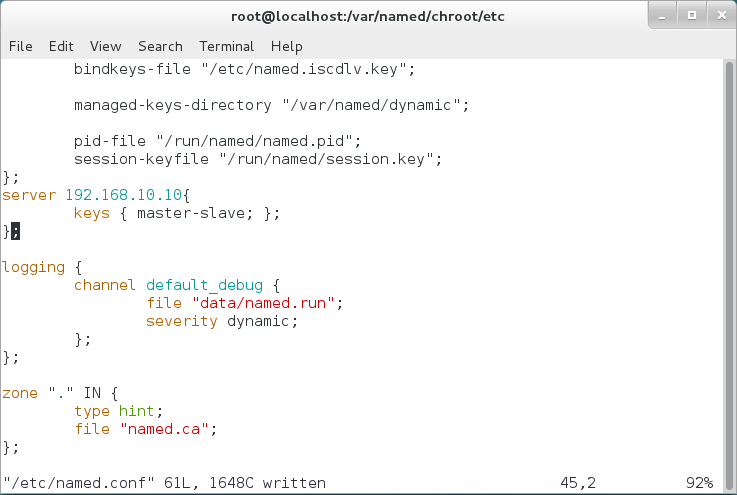 root@localhost:/var/named/chroot/etc
File Edit View Search Terminal Help
bindkeys-file "/etc/named.iscdlv.key";
managed-keys-directory "/var/named/dynamic";
pid-file "/run/named/named.pid";
session-keyfile "/run/named/session.key";
};
server 192.168.10.10{
keys { master-slave; };
};
logging {
channel default_debug {
file "data/named.run";
severity dynamic;
};
};
zone "." IN {
type hint;
file "named.ca";
};
"/etc/named.conf" 61L, 1648C written 45,2 92%